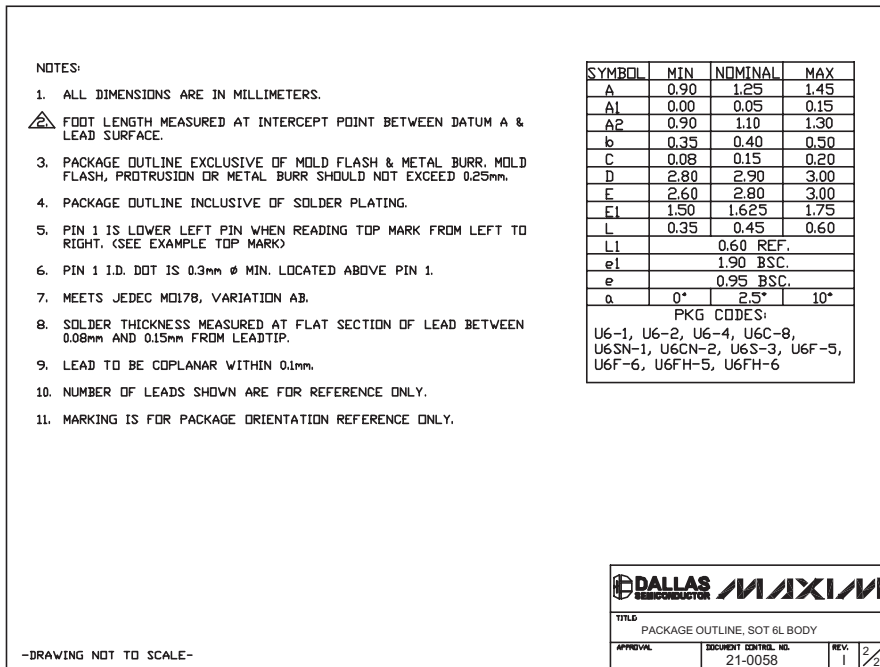 NOTES:
1. ALL DIMENSIONS ARE IN MILLIMETERS.
2. FOOT LENGTH MEASURED AT INTERCEPT POINT BETWEEN DATUM A &
LEAD SURFACE.
3. PACKAGE OUTLINE EXCLUSIVE OF MOLD FLASH & METAL BURR. MOLD
FLASH, PROTRUSION OR METAL BURR SHOULD NOT EXCEED 0.25mm.
4. PACKAGE OUTLINE INCLUSIVE OF SOLDER PLATING.
5. PIN 1 IS LOWER LEFT PIN WHEN READING TOP MARK FROM LEFT TO
RIGHT. (SEE EXAMPLE TOP MARK)
6. PIN 1 I.D. DOT IS 0.3mm ø MIN. LOCATED ABOVE PIN 1.
7. MEETS JEDEC MO178, VARIATION AB.
8. SOLDER THICKNESS MEASURED AT FLAT SECTION OF LEAD BETWEEN
0.08mm AND 0.15mm FROM LEADTIP.
9. LEAD TO BE COPLANAR WITHIN 0.1mm.
10. NUMBER OF LEADS SHOWN ARE FOR REFERENCE ONLY.
11. MARKING IS FOR PACKAGE ORIENTATION REFERENCE ONLY.
SYMBOL MIN NOMINAL MAX
A 0.90 1.25 1.45
A1 0.00 0.05 0.15
A2 0.90 1.10 1.30
b 0.35 0.40 0.50
C 0.08 0.15 0.20
D 2.80 2.90 3.00
E 2.60 2.80 3.00
E1 1.50 1.625 1.75
L 0.35 0.45 0.60
L1 0.60 REF.
e1 1.90 BSC.
e 0.95 BSC.
α 0° 2.5° 10°
PKG CODES:
U6-1, U6-2, U6-4, U6C-8,
U6SN-1, U6CN-2, U6S-3, U6F-5,
U6F-6, U6FH-5, U6FH-6
-DRAWING NOT TO SCALE-
DALLAS SEMICONDUCTOR MAXIM
TITLE:
PACKAGE OUTLINE, SOT 6L BODY
APPROVAL DOCUMENT CONTROL NO. REV.
21-0058 I 2/2